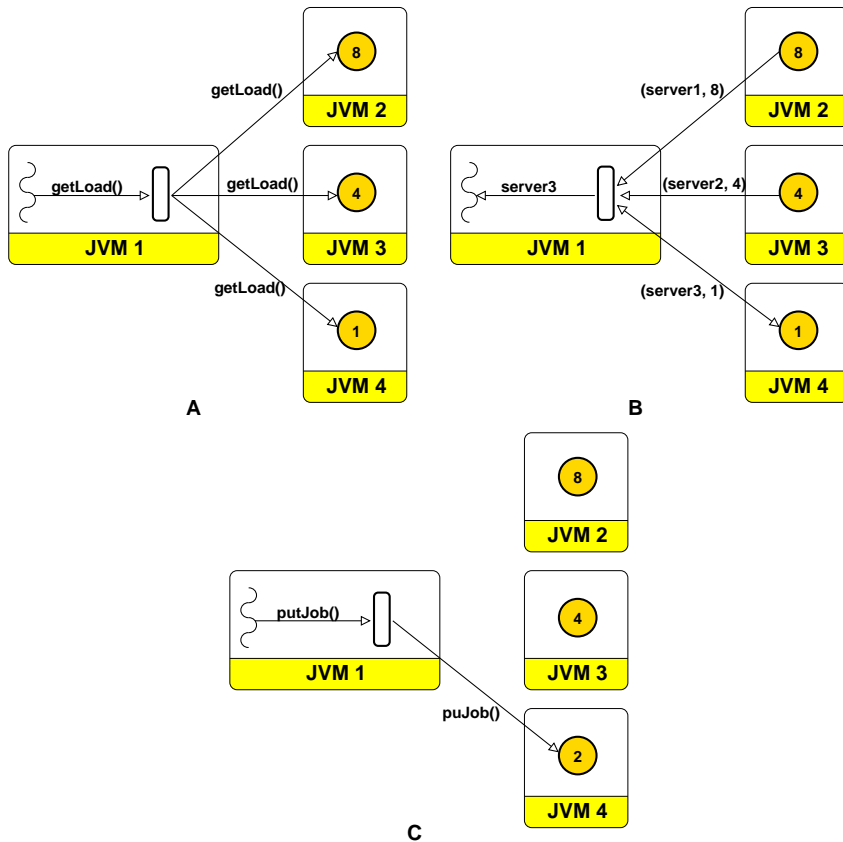 8
getLoad()
JVM 2
getLoad()
getLoad()
4
JVM 1
JVM 3
getLoad()
1
JVM 4
A
8
(server1, 8)
JVM 2
server3
(server2, 4)
4
JVM 1
JVM 3
(server3, 1)
1
JVM 4
B
8
JVM 2
putJob()
4
JVM 1
JVM 3
puJob()
2
JVM 4
C